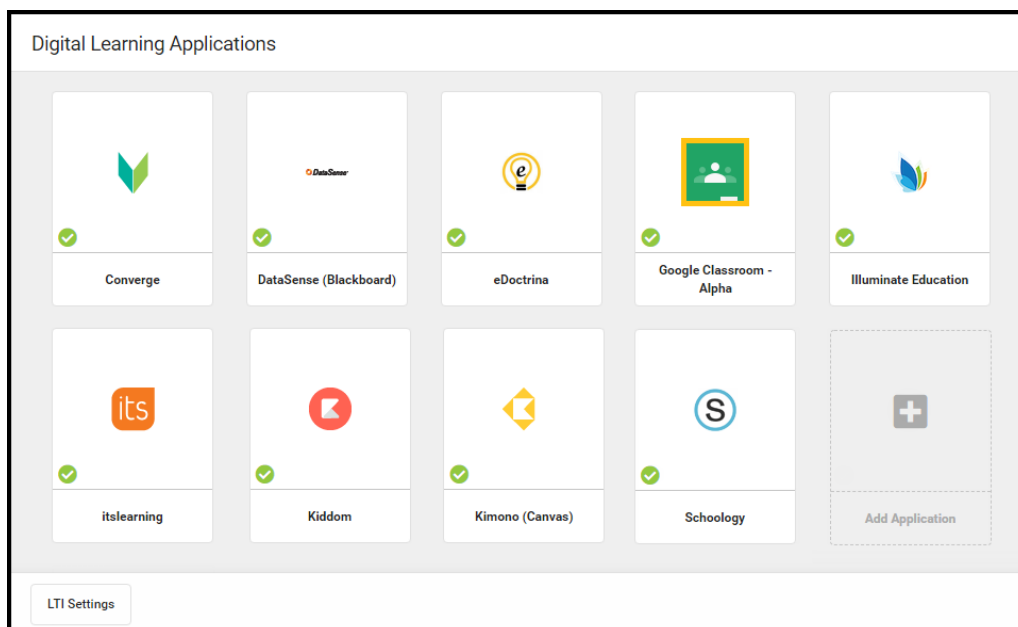 Digital Learning Applications
DataSense
e
Converge
DataSense (Blackboard)
eDoctrina
Google Classroom -
Alpha
Illuminate Education
its
K
S
itslearning
Kiddom
Kimono (Canvas)
Schoology
Add Application
LTI Settings